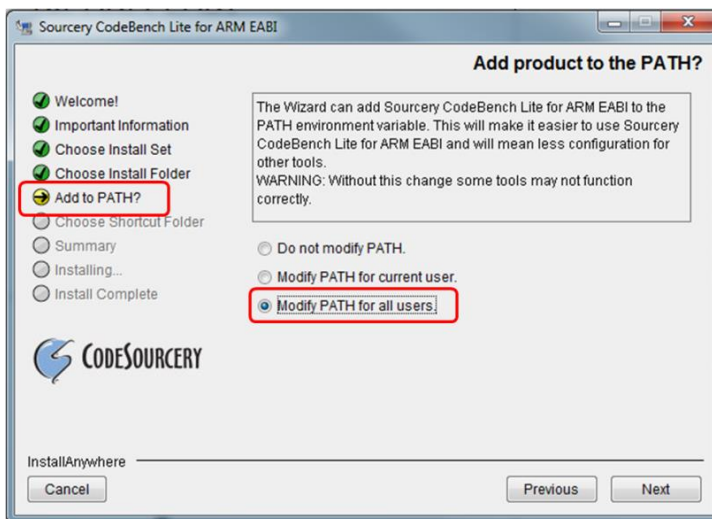 Sourcery CodeBench Lite for ARM EABI
Add product to the PATH?
Welcome!
Important Information
Choose Install Set
Choose Install Folder
Add to PATH?
Choose Shortcut Folder
Summary
Installing...
Install Complete
The Wizard can add Sourcery CodeBench Lite for ARM EABI to the
PATH environment variable. This will make it easier to use Sourcery
CodeBench Lite for ARM EABI and will mean less configuration for
other tools.
WARNING: Without this change some tools may not function
correctly.
Do not modify PATH.
Modify PATH for current user.
Modify PATH for all users.
CODESOURCERY
InstallAnywhere
Cancel
Previous
Next